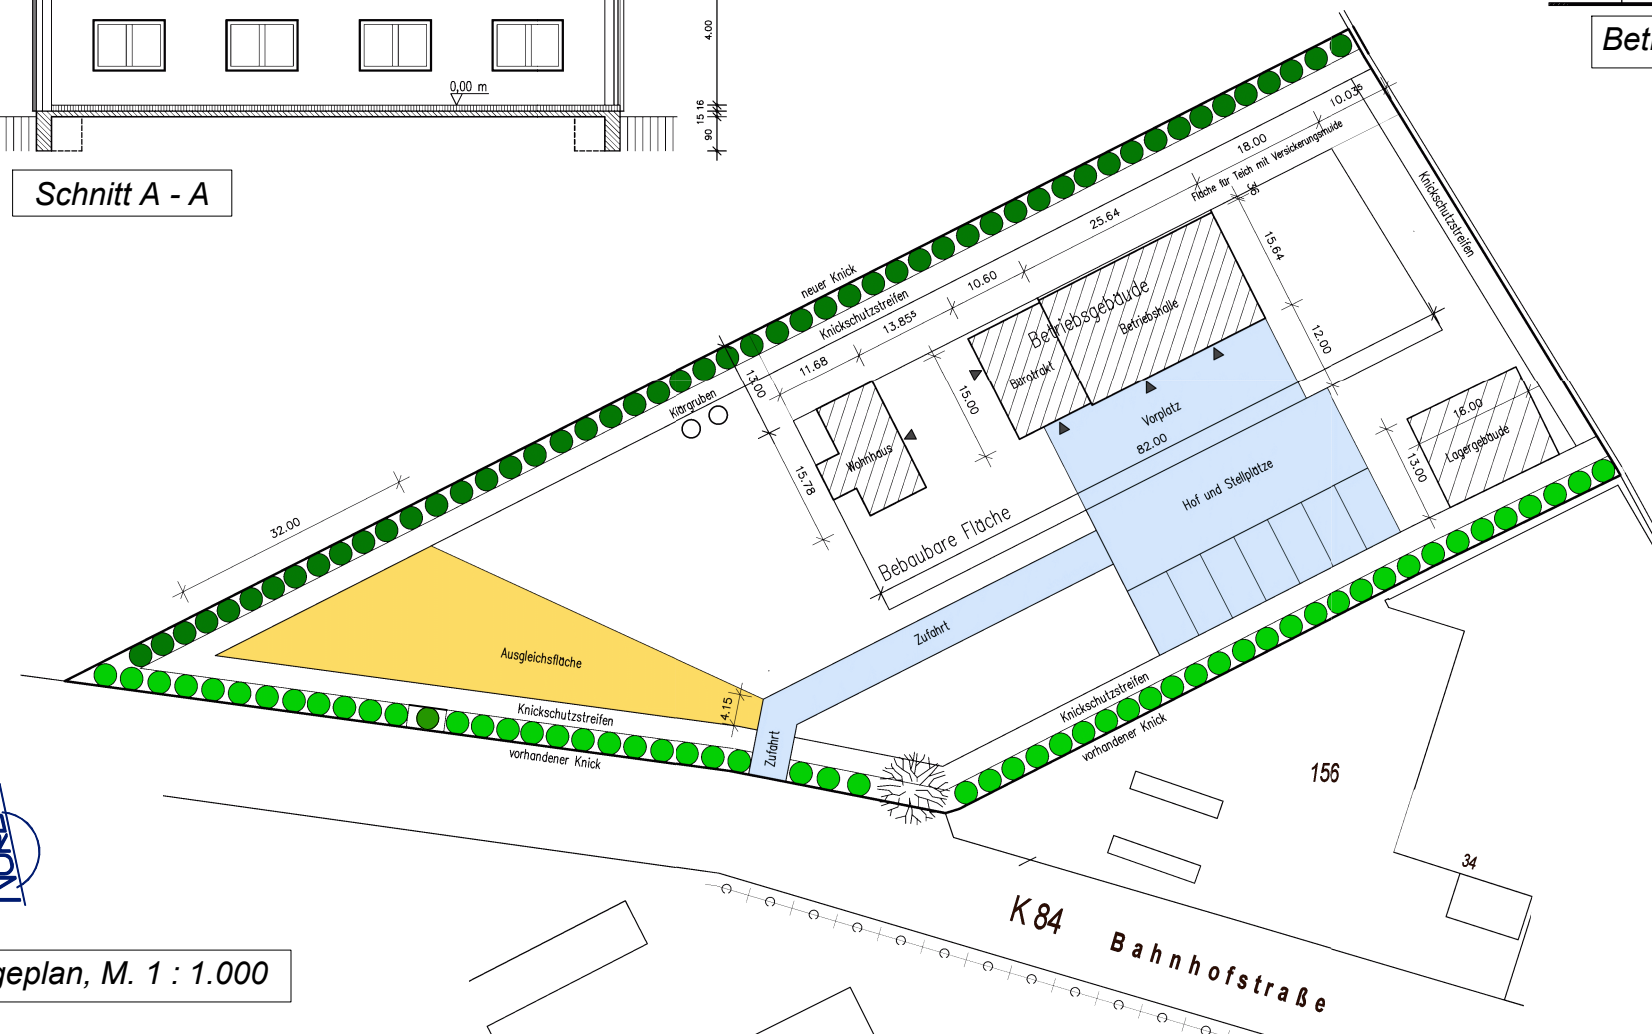 4.00
0,00 m
15 16
90
Schnitt A - A
10.03⁵
18.00
Fläche für Teich mit Versickerungsmulde
Knickschutzstreifen
25.64
36
15.64
neuer Knick
Knickschutzstreifen
10.60
13.85⁵
11.68
13.00
Betriebsgebäude
Betriebshalle
Bürotrakt
12.00
15.00
Klärgruben
Vorplatz
82.00
16.00
Lagergebäude
13.00
Wohnhaus
15.78
Hof und Stellplätze
32.00
Bebaubare Fläche
Zufahrt
Ausgleichsfläche
4.15
Knickschutzstreifen
vorhandener Knick
Zufahrt
Knickschutzstreifen
vorhandener Knick
156
34
K 84
Bahnhofstraße
geplan, M. 1 : 1.000